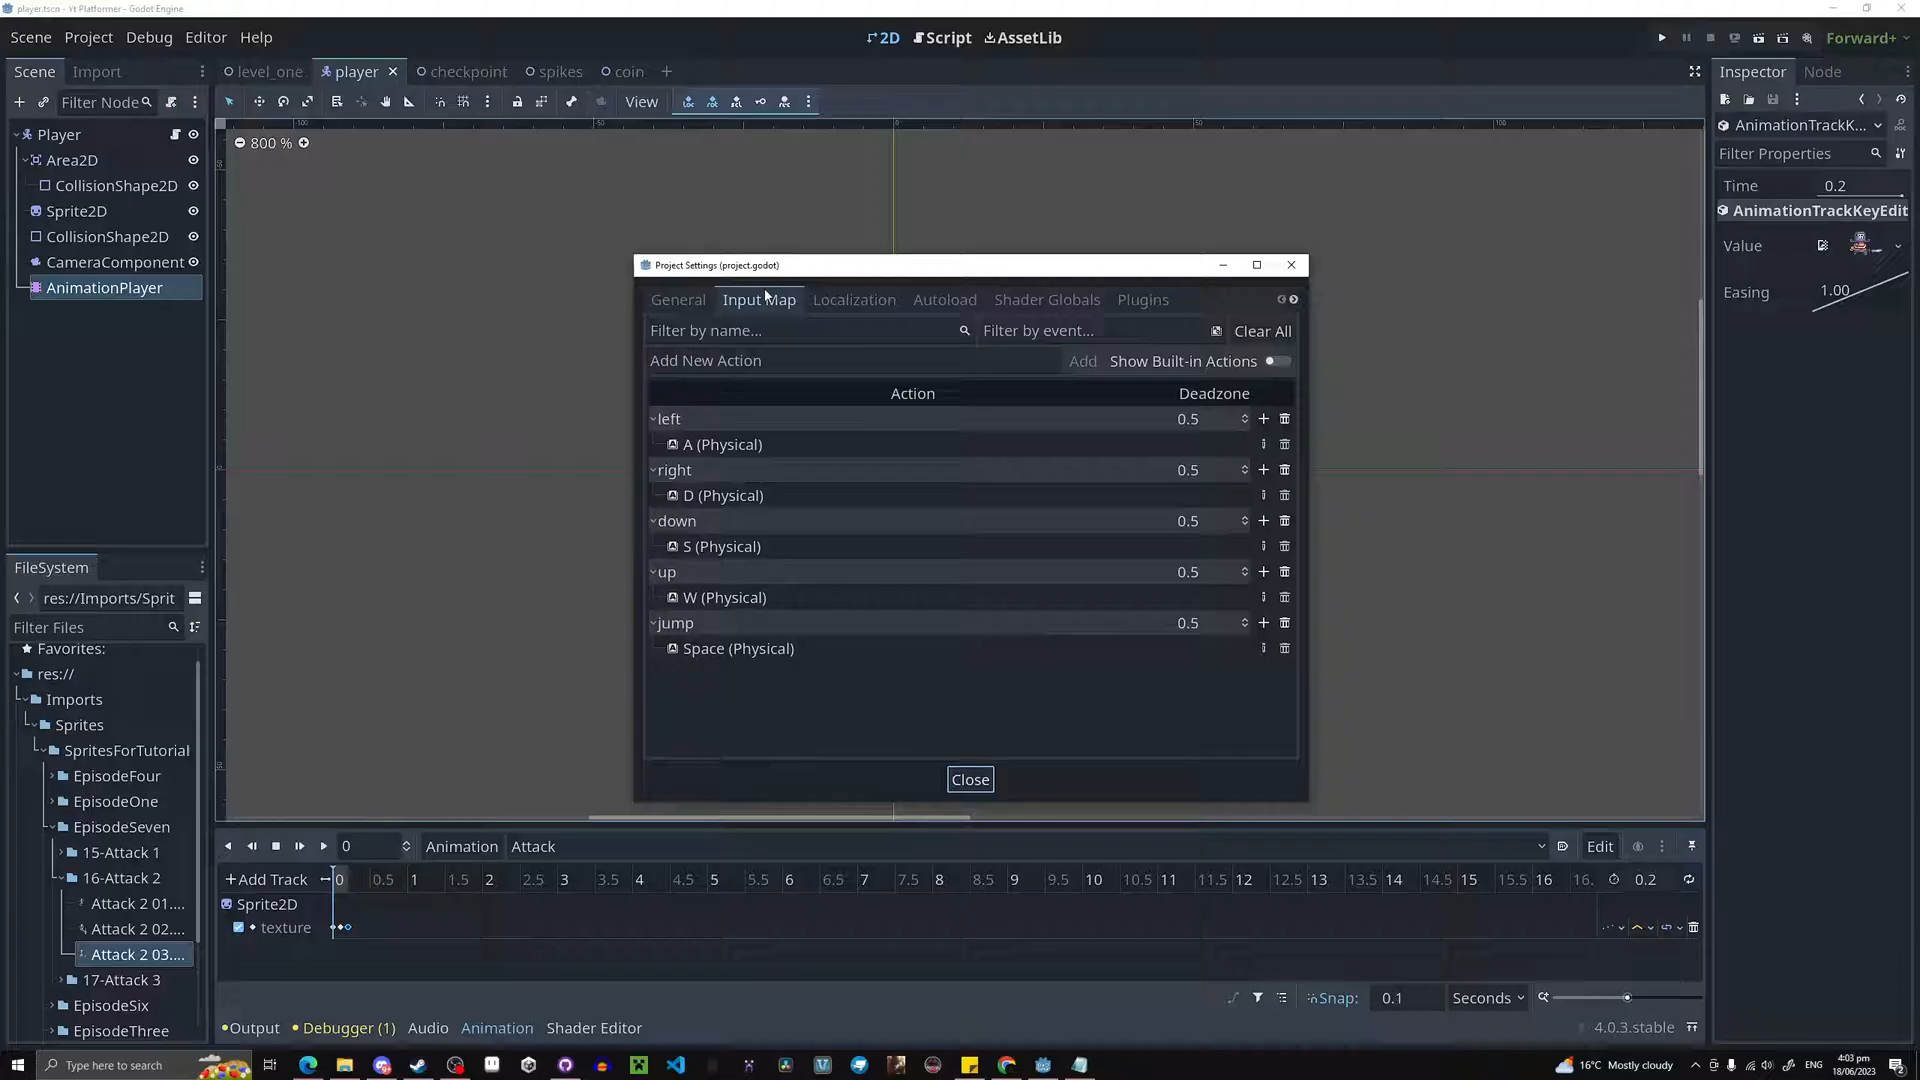 player.tscn - Vt Platformer - Godot Engine
Scene Project Debug Editor Help
2D Script AssetLib
Forward+
Scene Import
level_one player checkpoint spikes coin
Inspector Node
Filter Node
View
AnimationTrackK...
Filter Properties
Time 0.2
AnimationTrackKeyEdit
Value
Easing 1.00
Player
Area2D
CollisionShape2D
Sprite2D
CollisionShape2D
CameraComponent
AnimationPlayer
-100 -50 0 50 100
800 %
Project Settings (project.godot)
General Input Map Localization Autoload Shader Globals Plugins
Filter by name... Filter by event... Clear All
Add New Action Add Show Built-in Actions
Action Deadzone
left 0.5
A (Physical)
right 0.5
D (Physical)
down 0.5
S (Physical)
up 0.5
W (Physical)
jump 0.5
Space (Physical)
Close
FileSystem
res://Imports/Sprit
Filter Files
Favorites:
res://
Imports
Sprites
SpritesForTutorial
EpisodeFour
EpisodeOne
EpisodeSeven
15-Attack 1
16-Attack 2
Attack 2 01....
Attack 2 02....
Attack 2 03....
17-Attack 3
EpisodeSix
EpisodeThree
0 Animation Attack Edit
+Add Track 0 0.5 1 1.5 2 2.5 3 3.5 4 4.5 5 5.5 6 6.5 7 7.5 8 8.5 9 9.5 10 10.5 11 11.5 12 12.5 13 13.5 14 14.5 15 15.5 16 16. 0.2
Sprite2D
texture
Snap: 0.1 Seconds
Output Debugger (1) Audio Animation Shader Editor 4.0.3.stable
Type here to search
16°C Mostly cloudy ENG 4:03 pm
18/06/2023